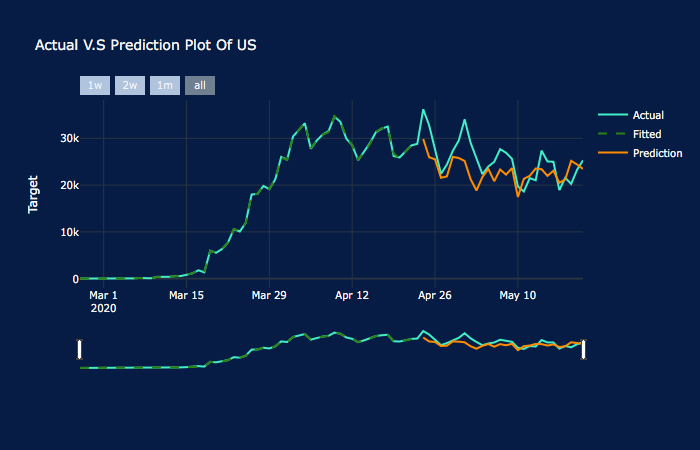 Actual V.S Prediction Plot Of US
1w 2w 1m all
Actual
Fitted
Prediction
Target
30k
20k
10k
0
Mar 1 Mar 15 Mar 29 Apr 12 Apr 26 May 10
2020